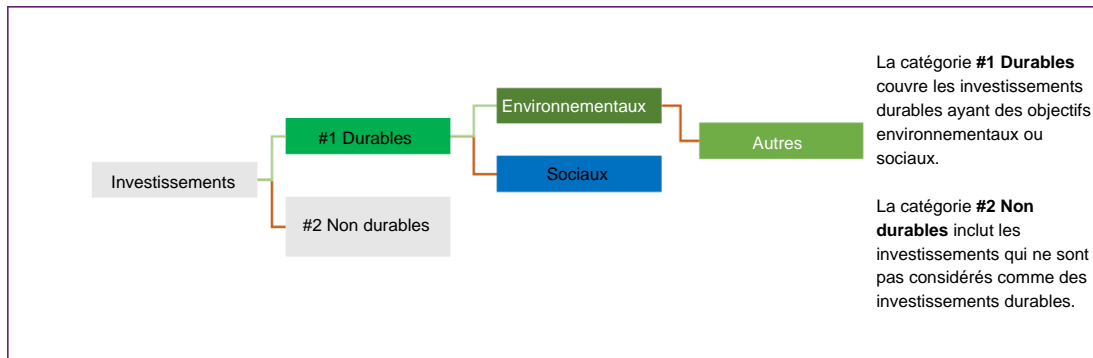 Investissements
#1 Durables
#2 Non durables
Environnementaux
Sociaux
Autres
La catégorie #1 Durables
couvre les investissements
durables ayant des objectifs
environnementaux ou
sociaux.
La catégorie #2 Non
durables inclut les
investissements qui ne sont
pas considérés comme des
investissements durables.